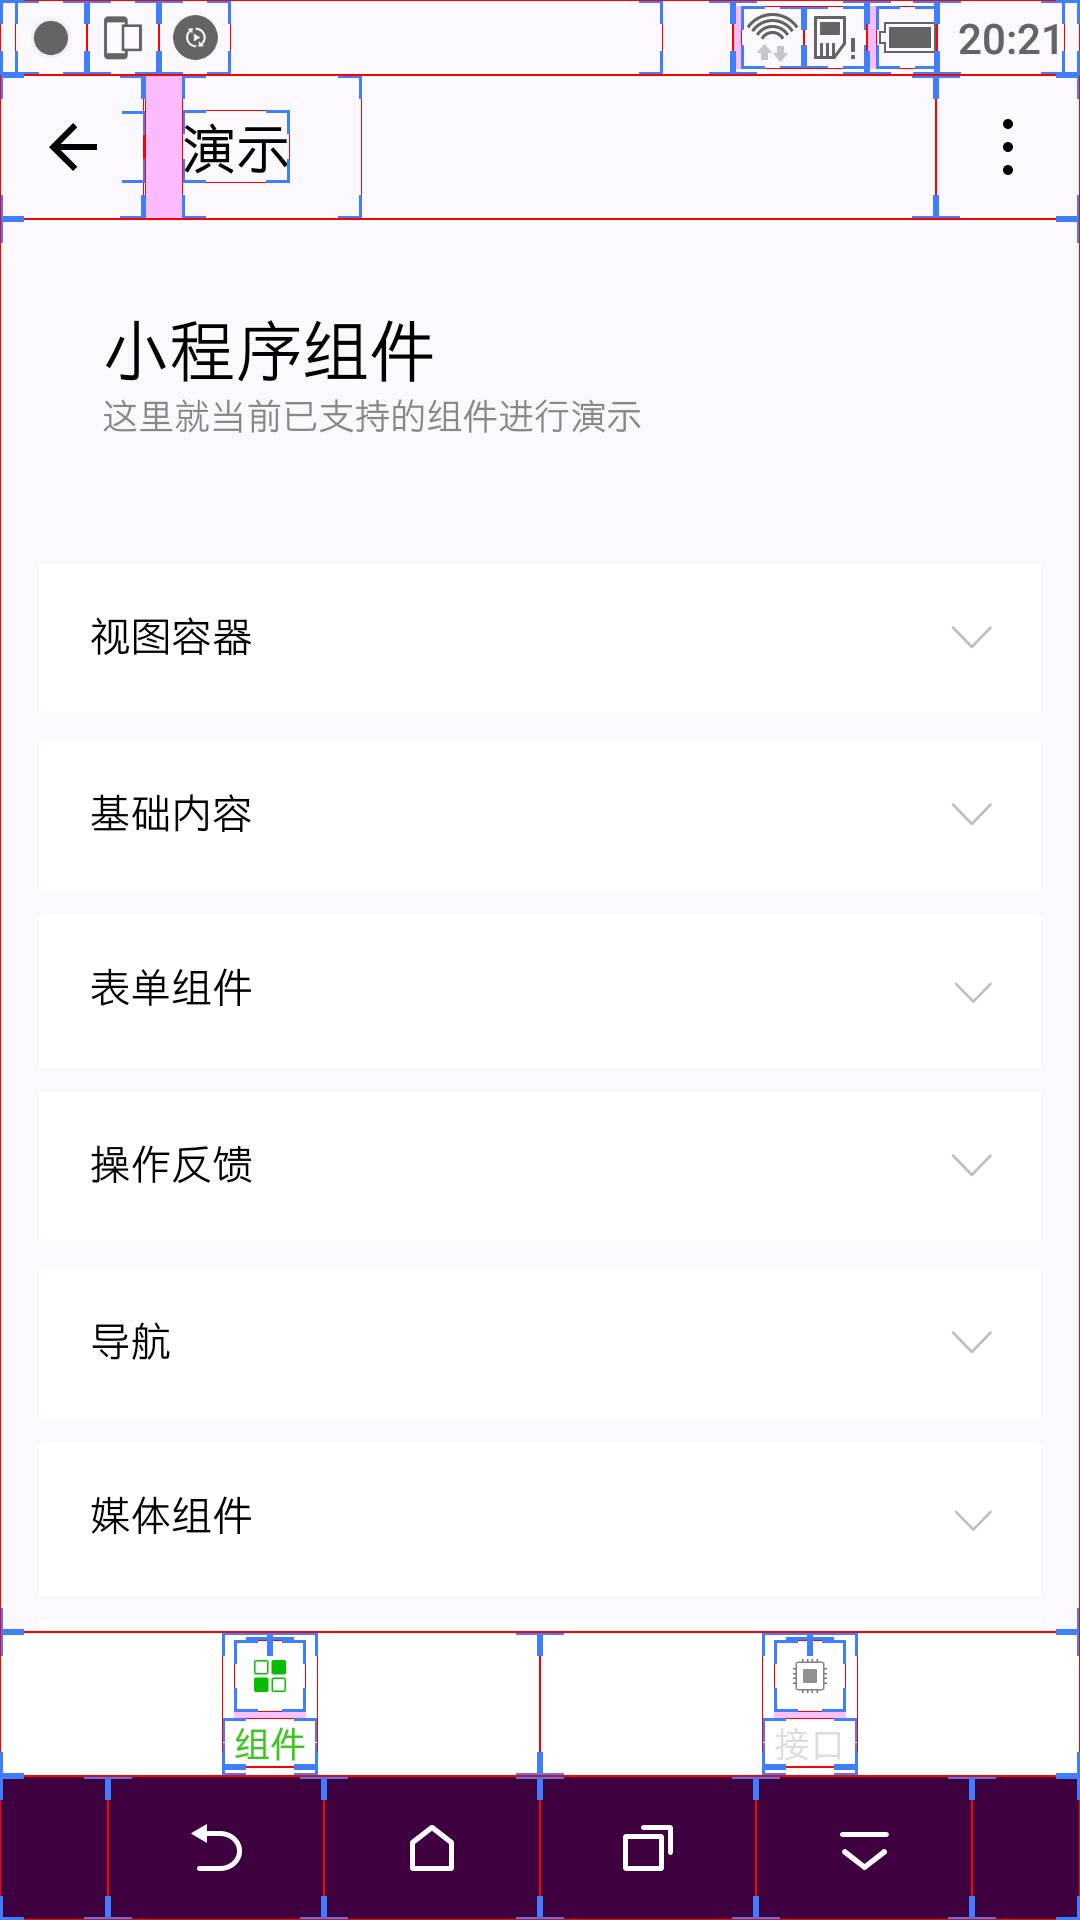 20:21
演示
小程序组件
这里就当前已支持的组件进行演示
视图容器
基础内容
表单组件
操作反馈
导航
媒体组件
组件
接口